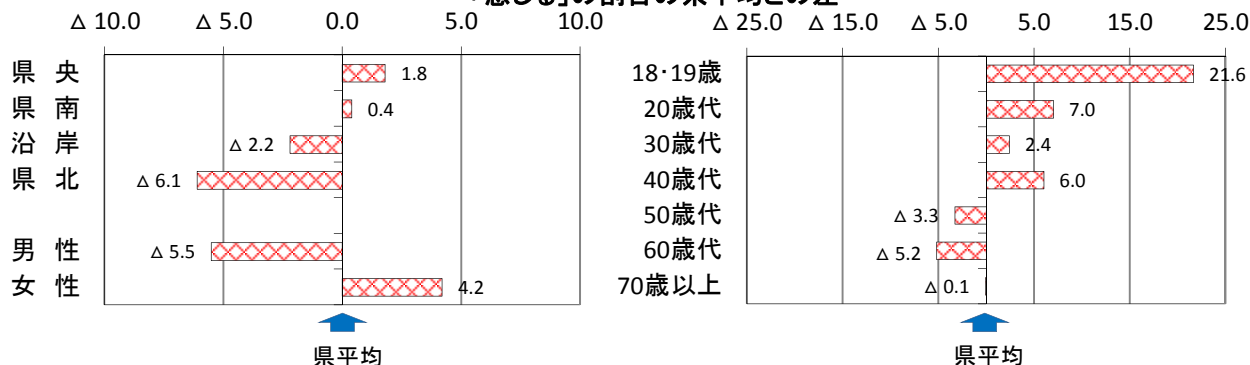 「感じる」の割合の県平均との差
△ 10.0 △ 5.0 0.0 5.0 10.0
県 央 1.8
県 南 0.4
沿 岸 △ 2.2
県 北 △ 6.1
男 性 △ 5.5
女 性 4.2
県平均
△ 25.0 △ 15.0 △ 5.0 5.0 15.0 25.0
18･19歳 21.6
20歳代 7.0
30歳代 2.4
40歳代 6.0
50歳代 △ 3.3
60歳代 △ 5.2
70歳以上 △ 0.1
県平均